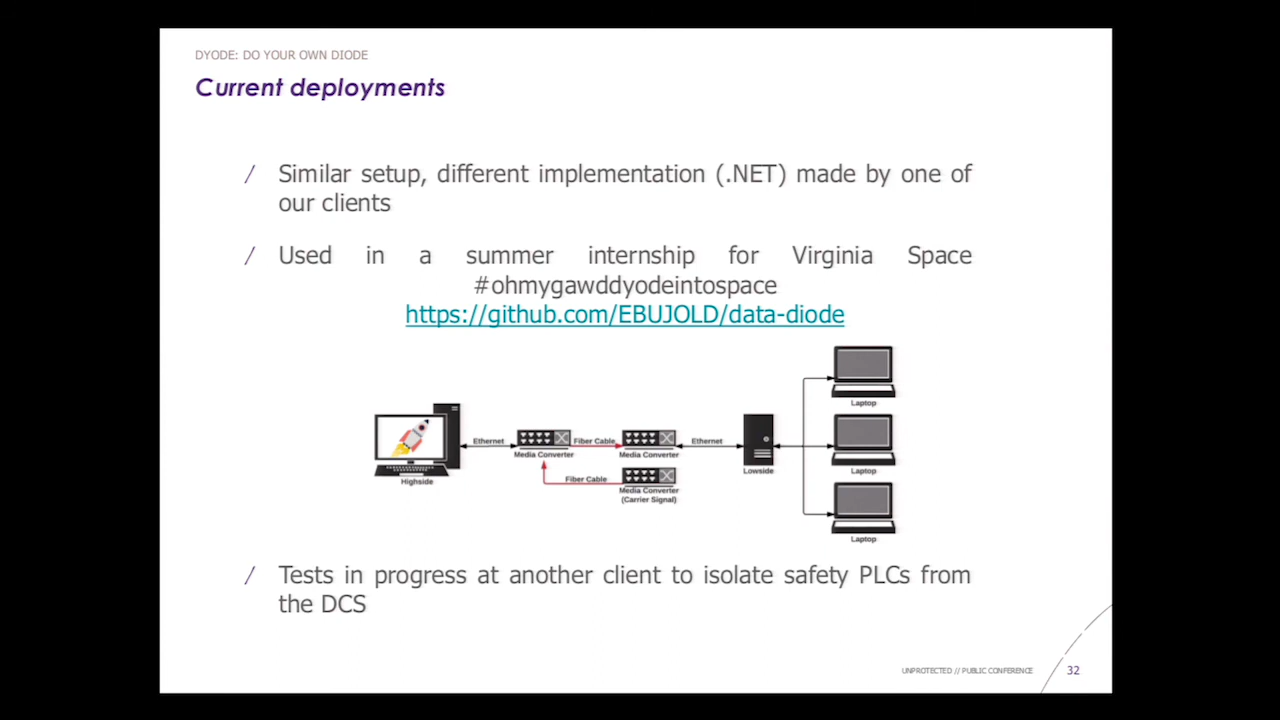 DYODE: DO YOUR OWN DIODE
Current deployments
/ Similar setup, different implementation (.NET) made by one of
our clients
/ Used in a summer internship for Virginia Space
#ohmygawddyodeintospace
https://github.com/EBUJOLD/data-diode
Laptop
Ethernet
Fiber Cable
Ethernet
Media Converter
Media Converter
Highside
Lowside
Laptop
Fiber Cable
Media Converter
(Carrier Signal)
Laptop
/ Tests in progress at another client to isolate safety PLCs from
the DCS
UNPROTECTED // PUBLIC CONFERENCE
32